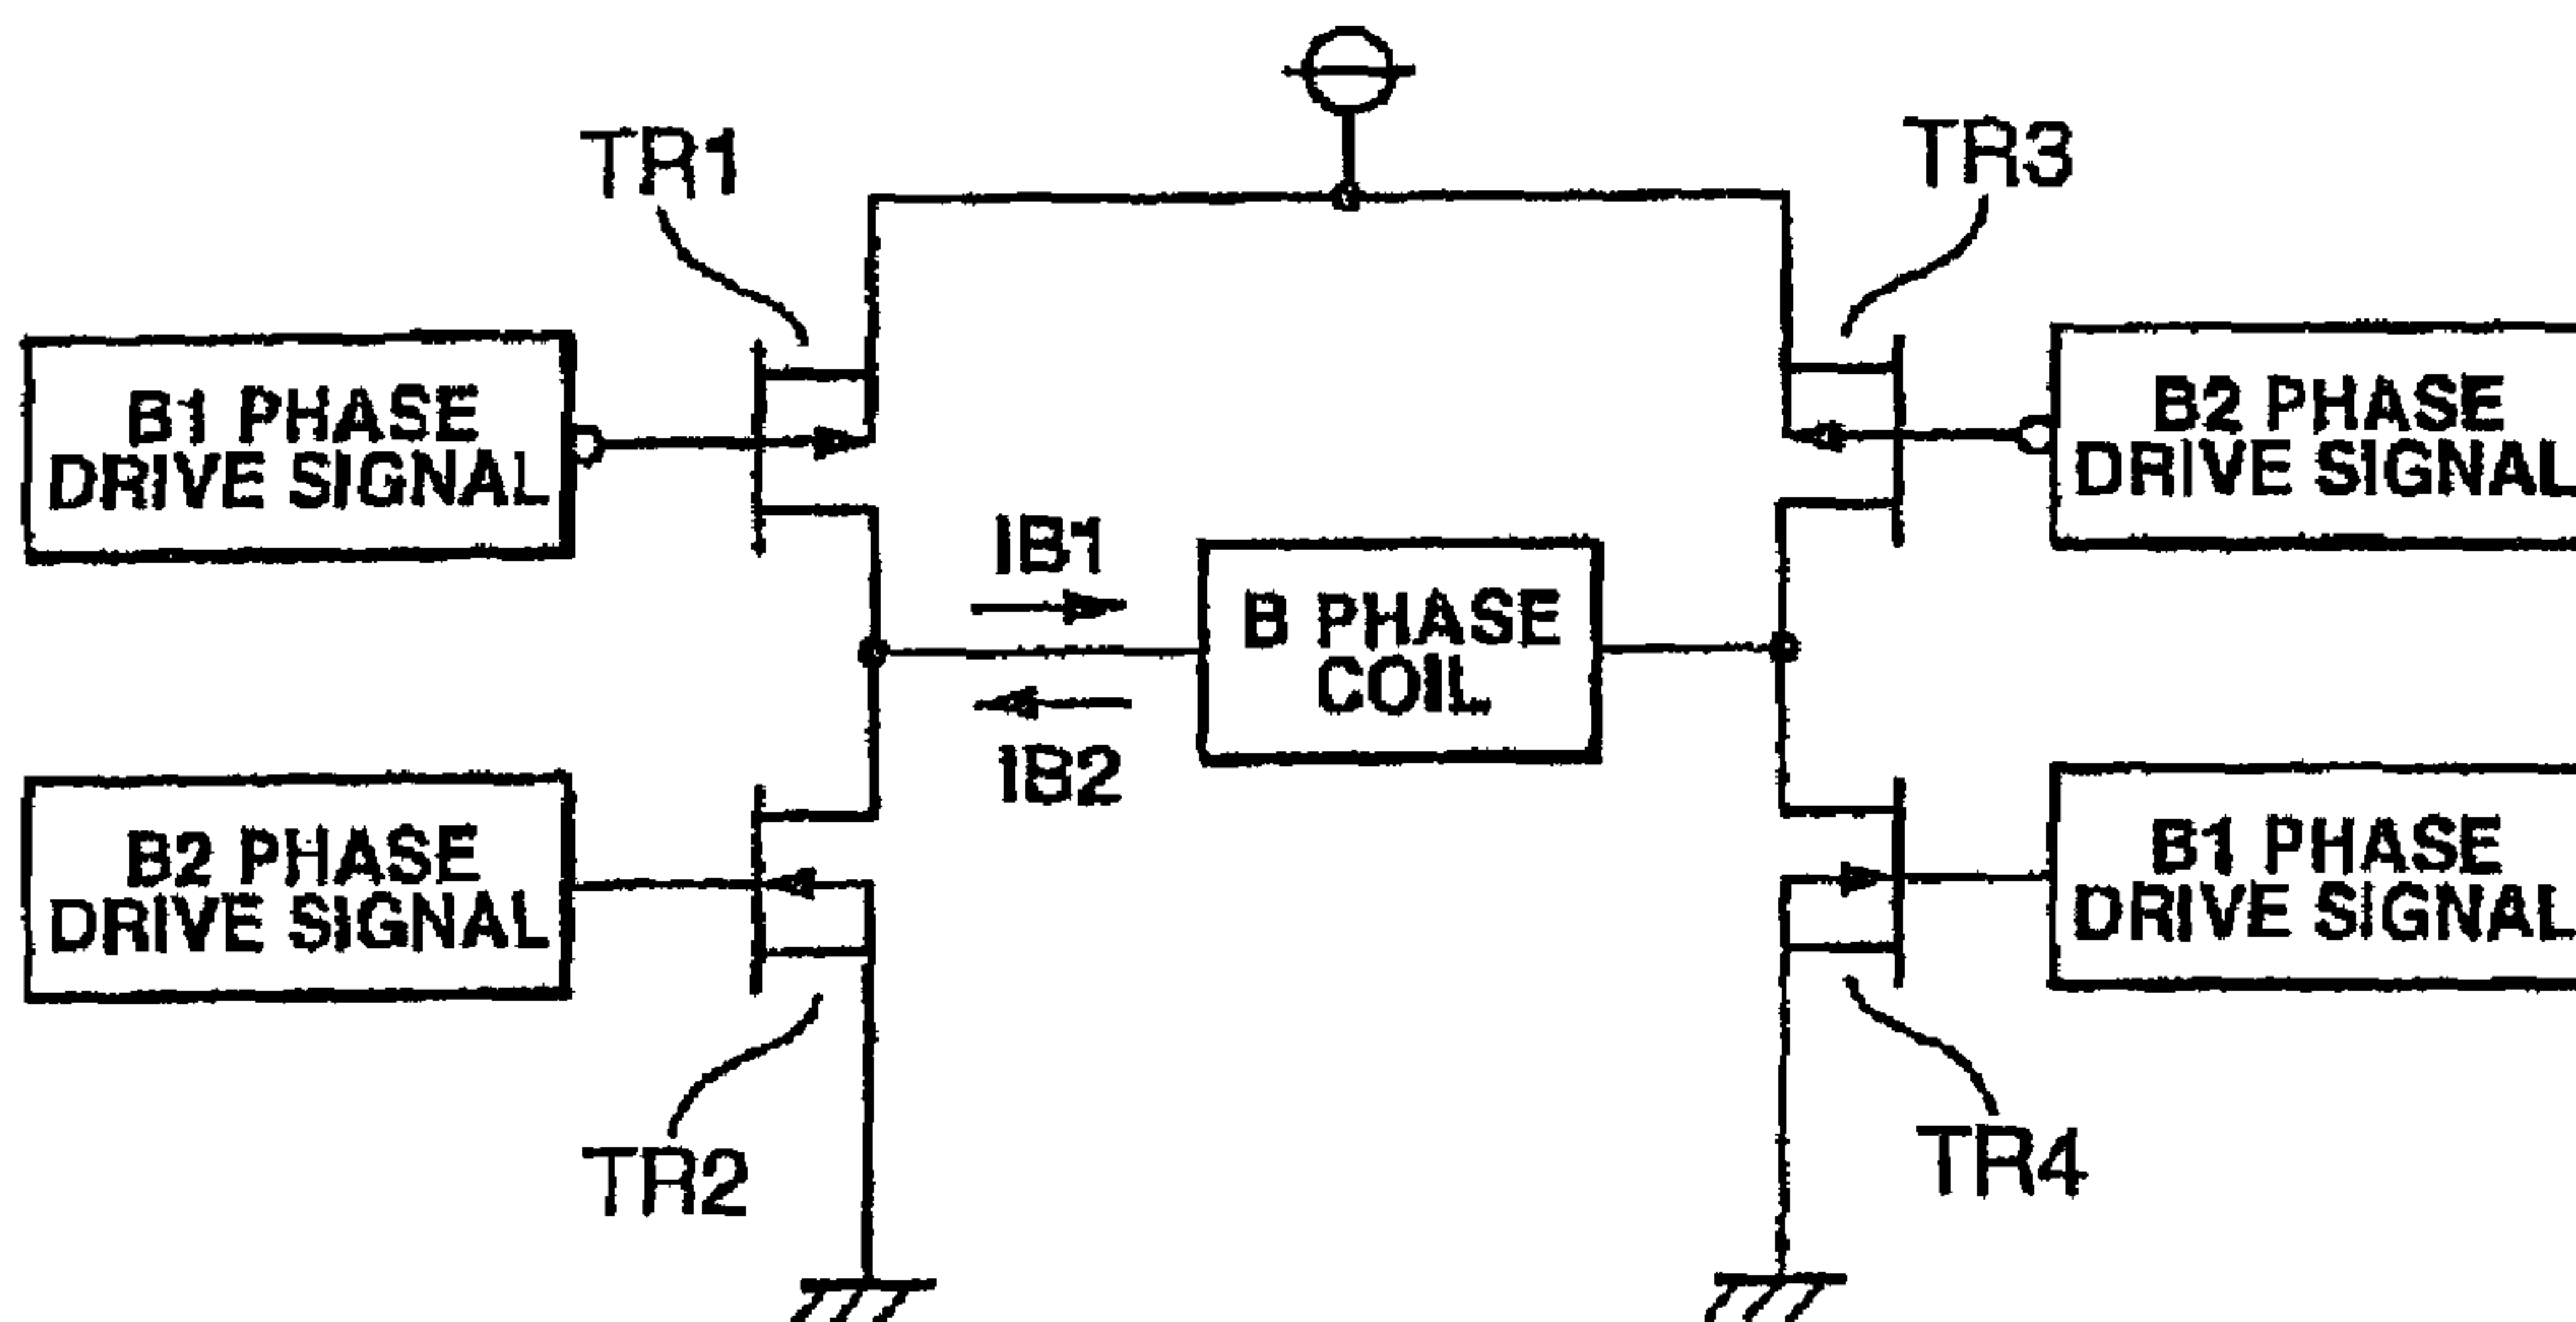 TR1
TR3
B1 PHASE
DRIVE SIGNAL
B2 PHASE
DRIVE SIGNAL
IB1
B PHASE
COIL
IB2
B2 PHASE
DRIVE SIGNAL
B1 PHASE
DRIVE SIGNAL
TR2
TR4